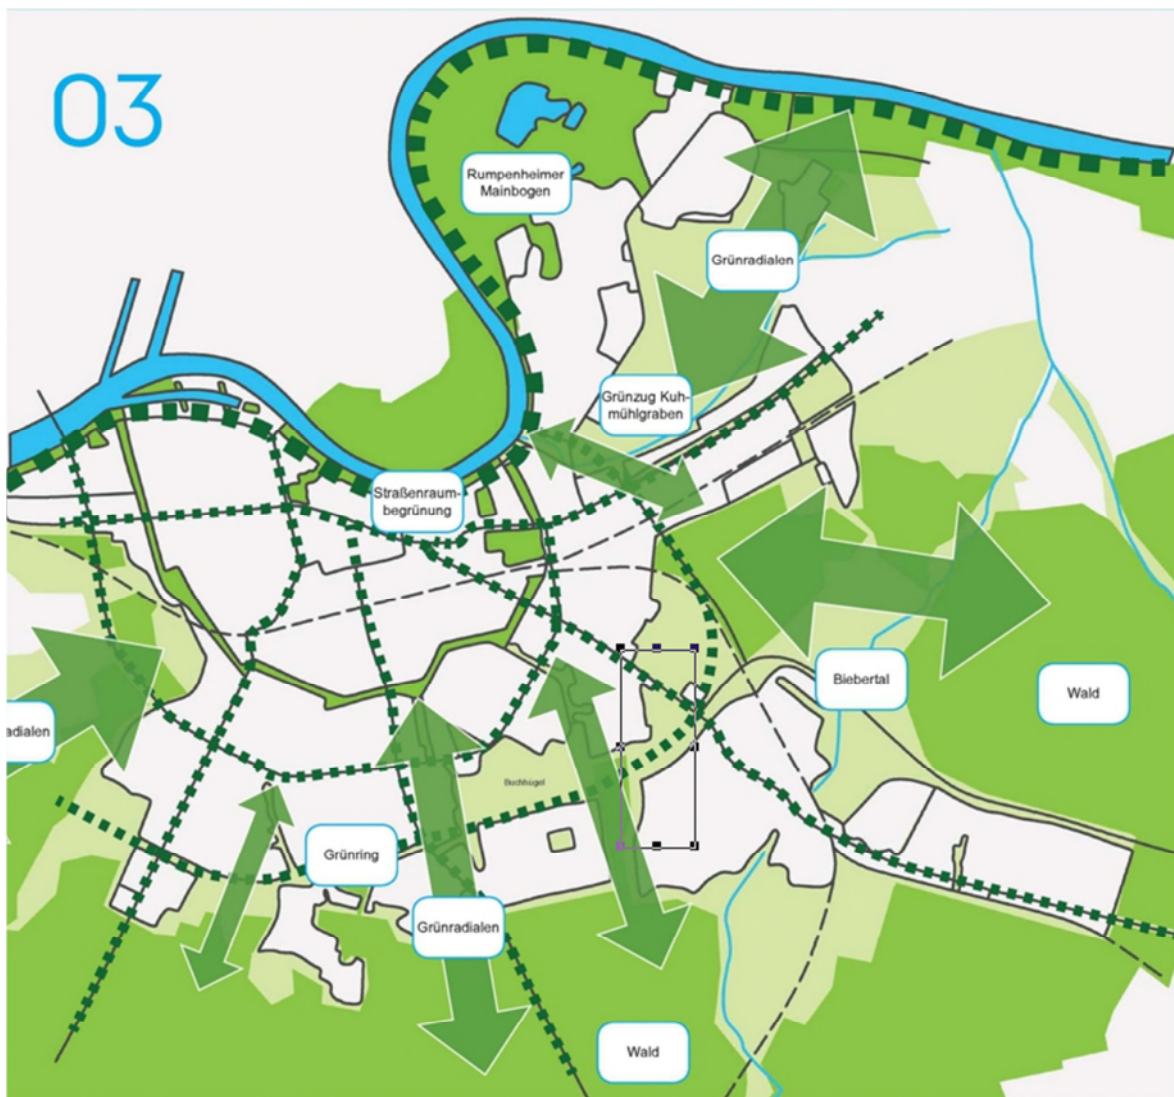 03
Rumpenheimer
Mainbogen
Grünradialen
Grünzug Kuh-
mühlgraben
Straßenraum-
begrünung
Biebertal
Wald
adialen
Buchhügel
Grünring
Grünradialen
Wald